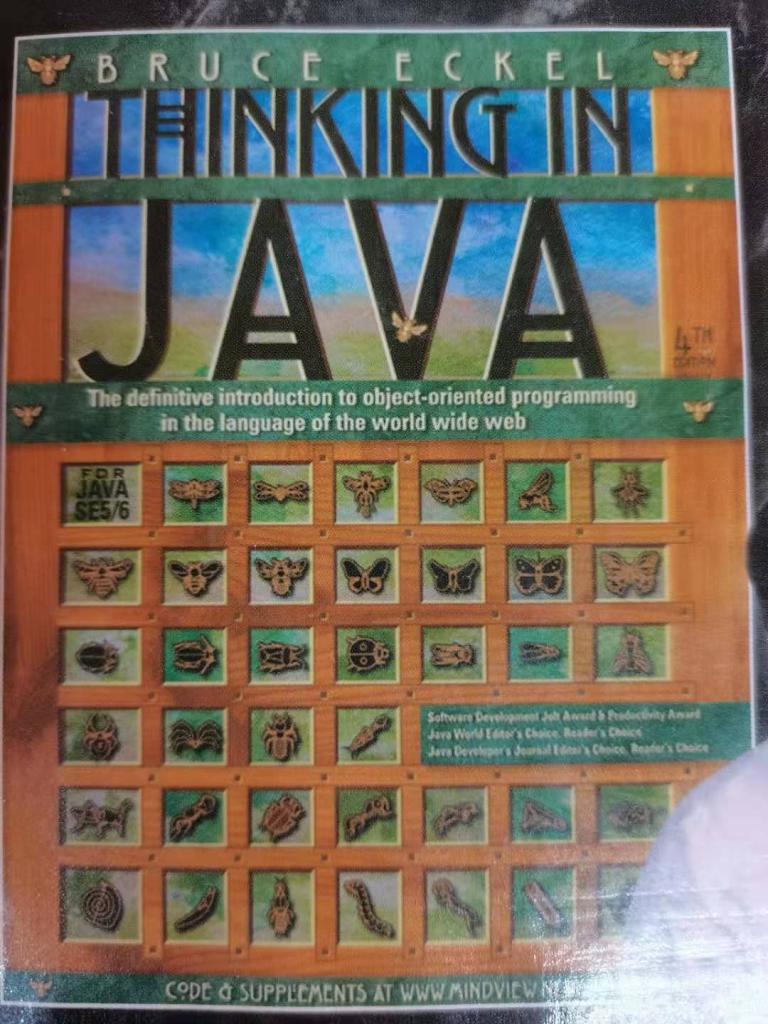 BRUCE ECKEL
THINKING IN
JAVA
4TH
EDITION
The definitive introduction to object-oriented programming
in the language of the world wide web
FOR
JAVA
SE5/6
Software Development Jolt Award & Productivity Award
Java World Editor's Choice, Reader's Choice
Java Developer's Journal Editor's Choice, Reader's Choice
CODE & SUPPLEMENTS AT WWW.MINDVIEW.N